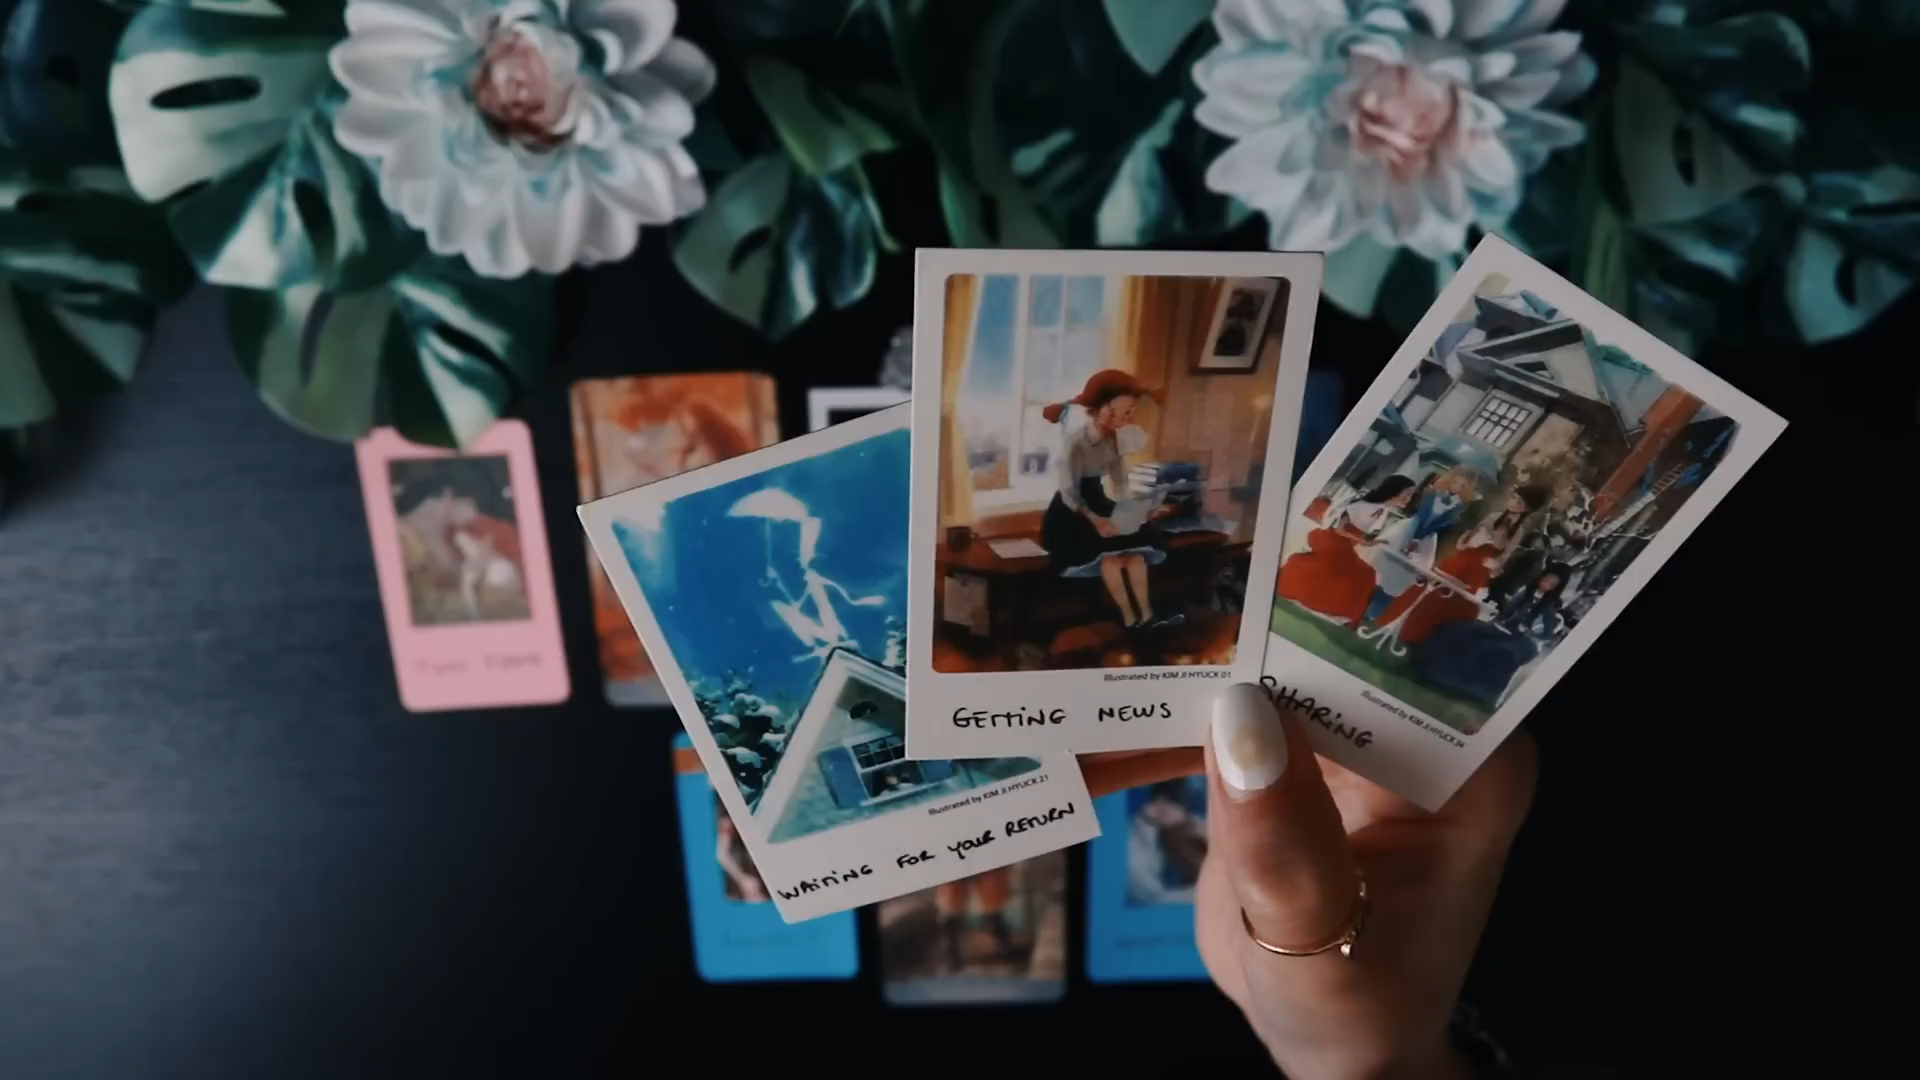 Illustrated by KIM JI HYUCK 21
WAITING FOR YOUR RETURN
Illustrated by KIM JI HYUCK 01
GETTING NEWS
Illustrated by KIM JI HYUCK 24
SHARING